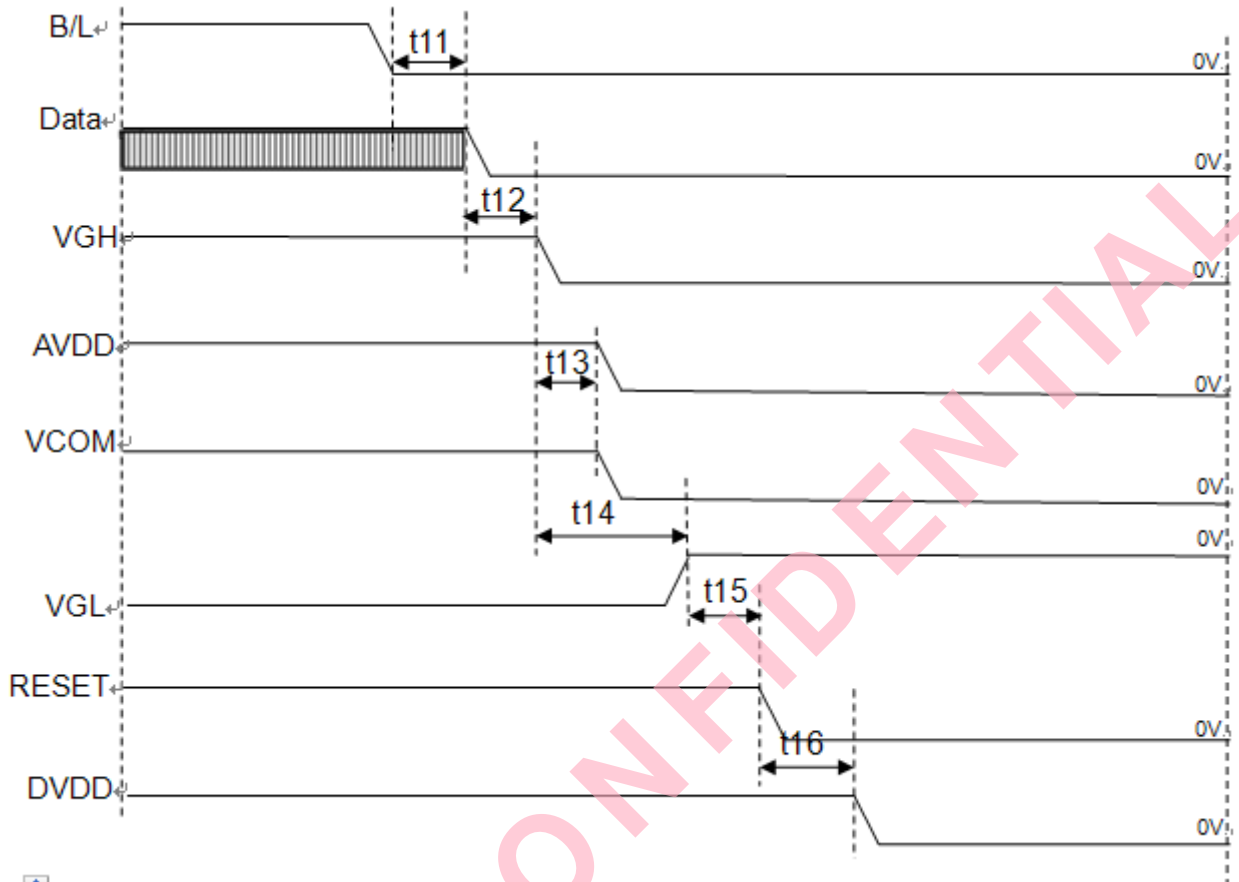 B/L
t11
0V
Data
0V
t12
VGH
0V
AVDD
t13
0V
VCOM
0V
t14
0V
VGL
t15
RESET
0V
t16
DVDD
0V
ONFIDENTIAL